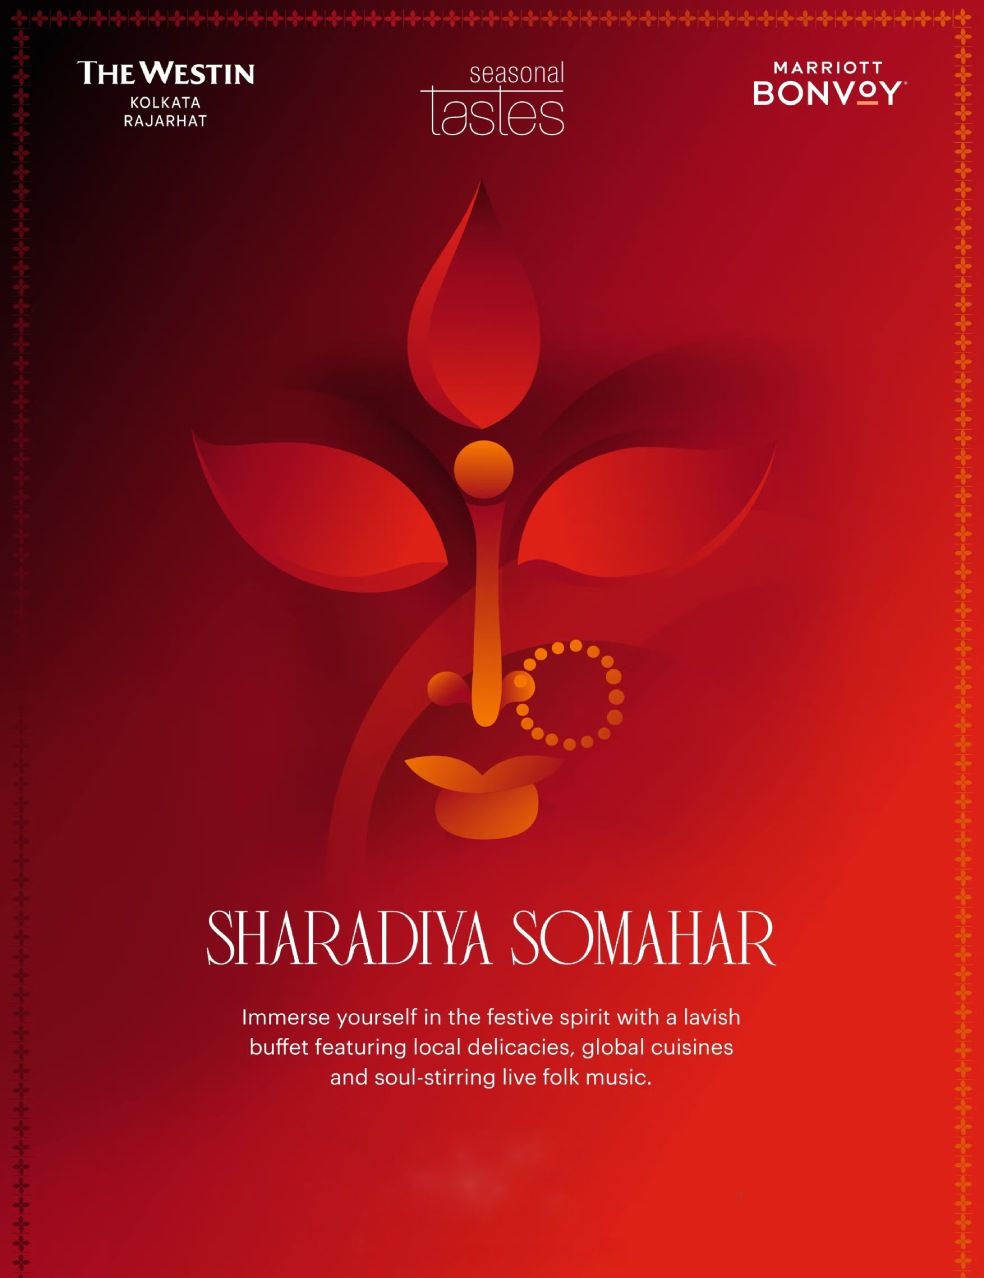 THE WESTIN
KOLKATA
RAJARHAT
seasonal
tastes
MARRIOTT
BONVOY
SHARADIYA SOMAHAR
Immerse yourself in the festive spirit with a lavish
buffet featuring local delicacies, global cuisines
and soul-stirring live folk music.